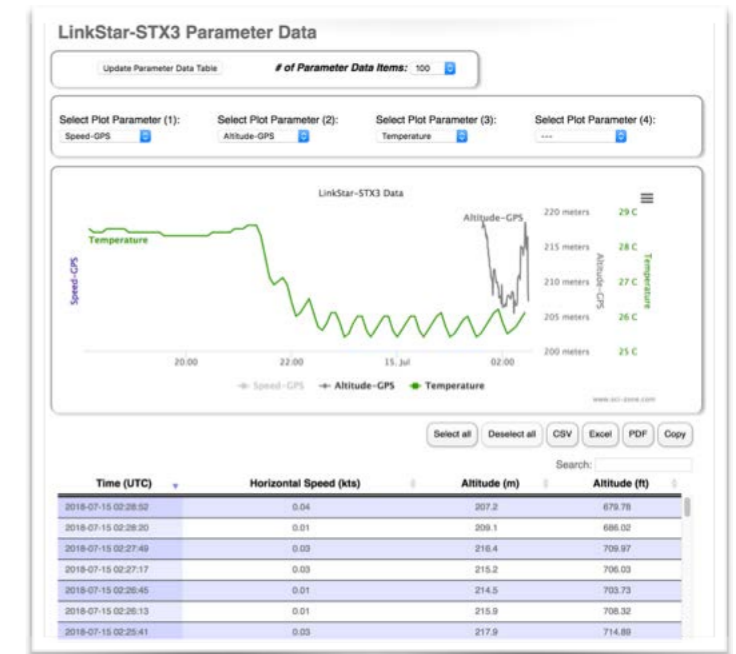 LinkStar-STX3 Parameter Data
Update Parameter Data Table # of Parameter Data Items: 100
Select Plot Parameter (1): Select Plot Parameter (2): Select Plot Parameter (3): Select Plot Parameter (4):
Speed-GPS Altitude-GPS Temperature ---
LinkStar-STX3 Data
Altitude-GPS 220 meters 29 C
Temperature
215 meters 28 C
Speed-GPS Altitude-GPS Temperature
210 meters 27 C
205 meters 26 C
200 meters 25 C
20:00 22:00 15. Jul 02:00
Speed-GPS Altitude-GPS Temperature
www.sci-zone.com
Select all Deselect all CSV Excel PDF Copy
Search:
Time (UTC) Horizontal Speed (kts) Altitude (m) Altitude (ft)
2018-07-15 02:28:52 0.04 207.2 679.78
2018-07-15 02:28:20 0.01 209.1 686.02
2018-07-15 02:27:49 0.03 216.4 709.97
2018-07-15 02:27:17 0.03 215.2 706.03
2018-07-15 02:26:45 0.01 214.5 703.73
2018-07-15 02:26:13 0.01 215.9 708.32
2018-07-15 02:25:41 0.03 217.9 714.89